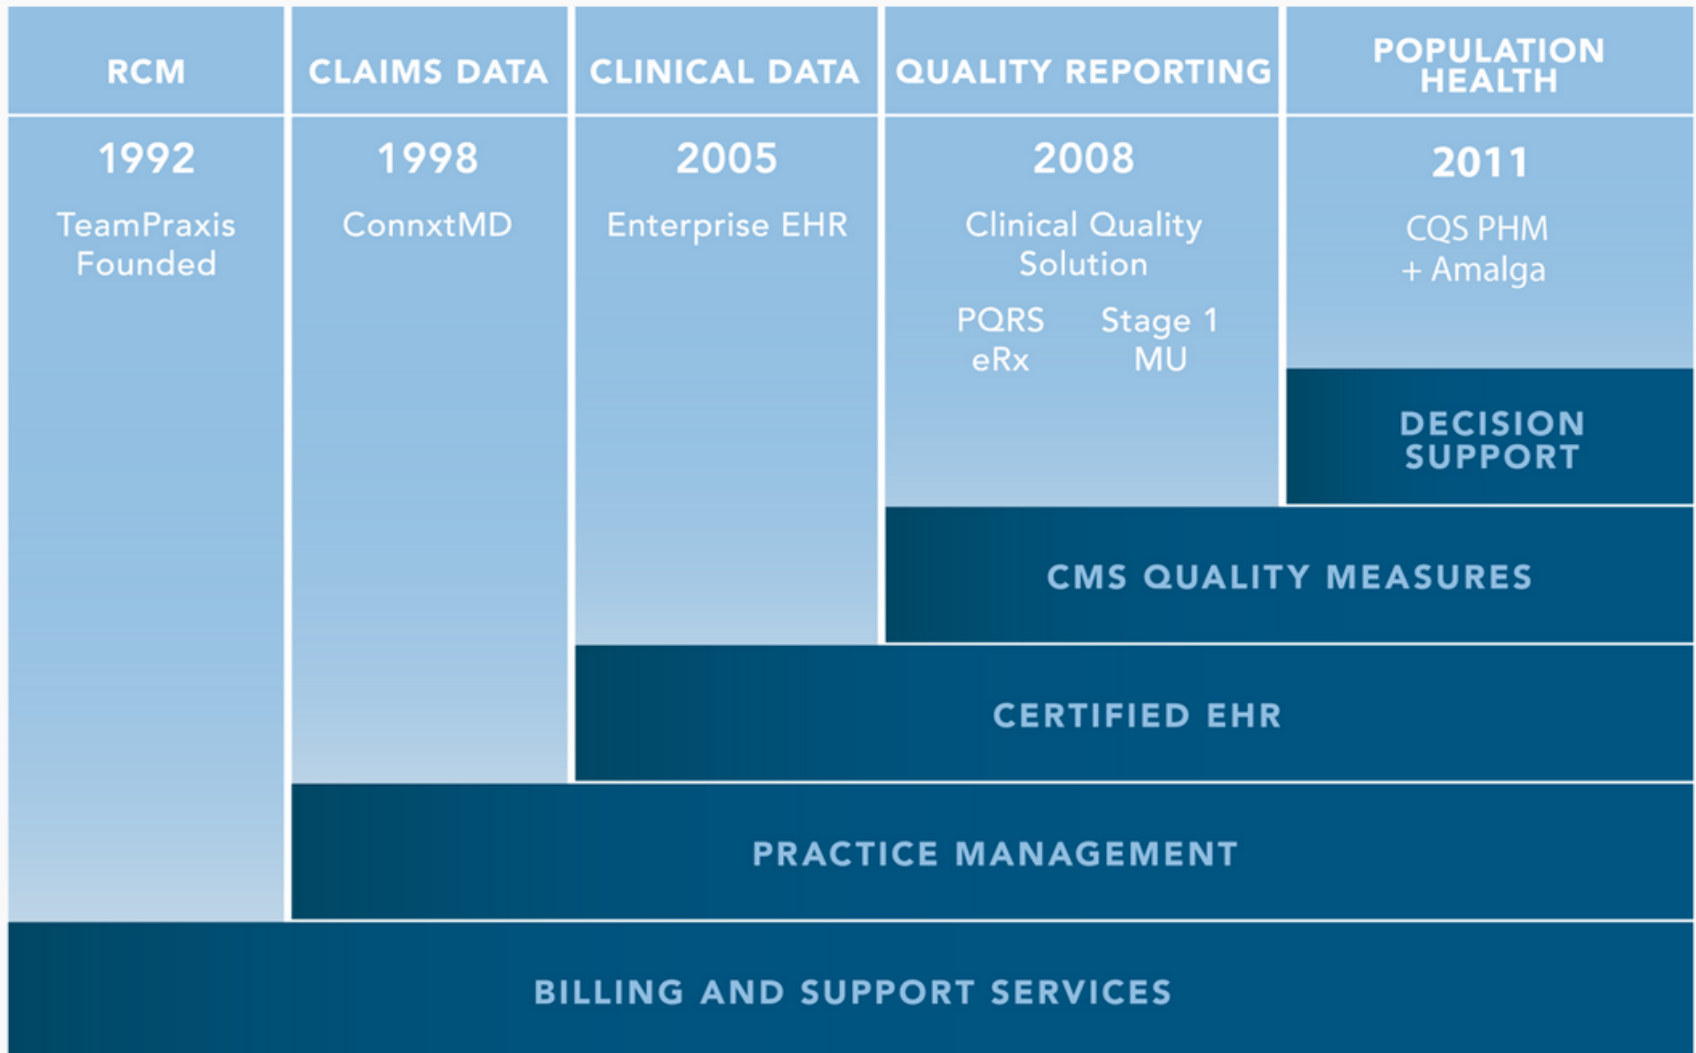 RCM
CLAIMS DATA
CLINICAL DATA
QUALITY REPORTING
POPULATION
HEALTH
1992
TeamPraxis
Founded
1998
ConnxtMD
2005
Enterprise EHR
2008
Clinical Quality
Solution
PQRS
eRx
Stage 1
MU
2011
CQS PHM
+ Amalga
DECISION
SUPPORT
CMS QUALITY MEASURES
CERTIFIED EHR
PRACTICE MANAGEMENT
BILLING AND SUPPORT SERVICES